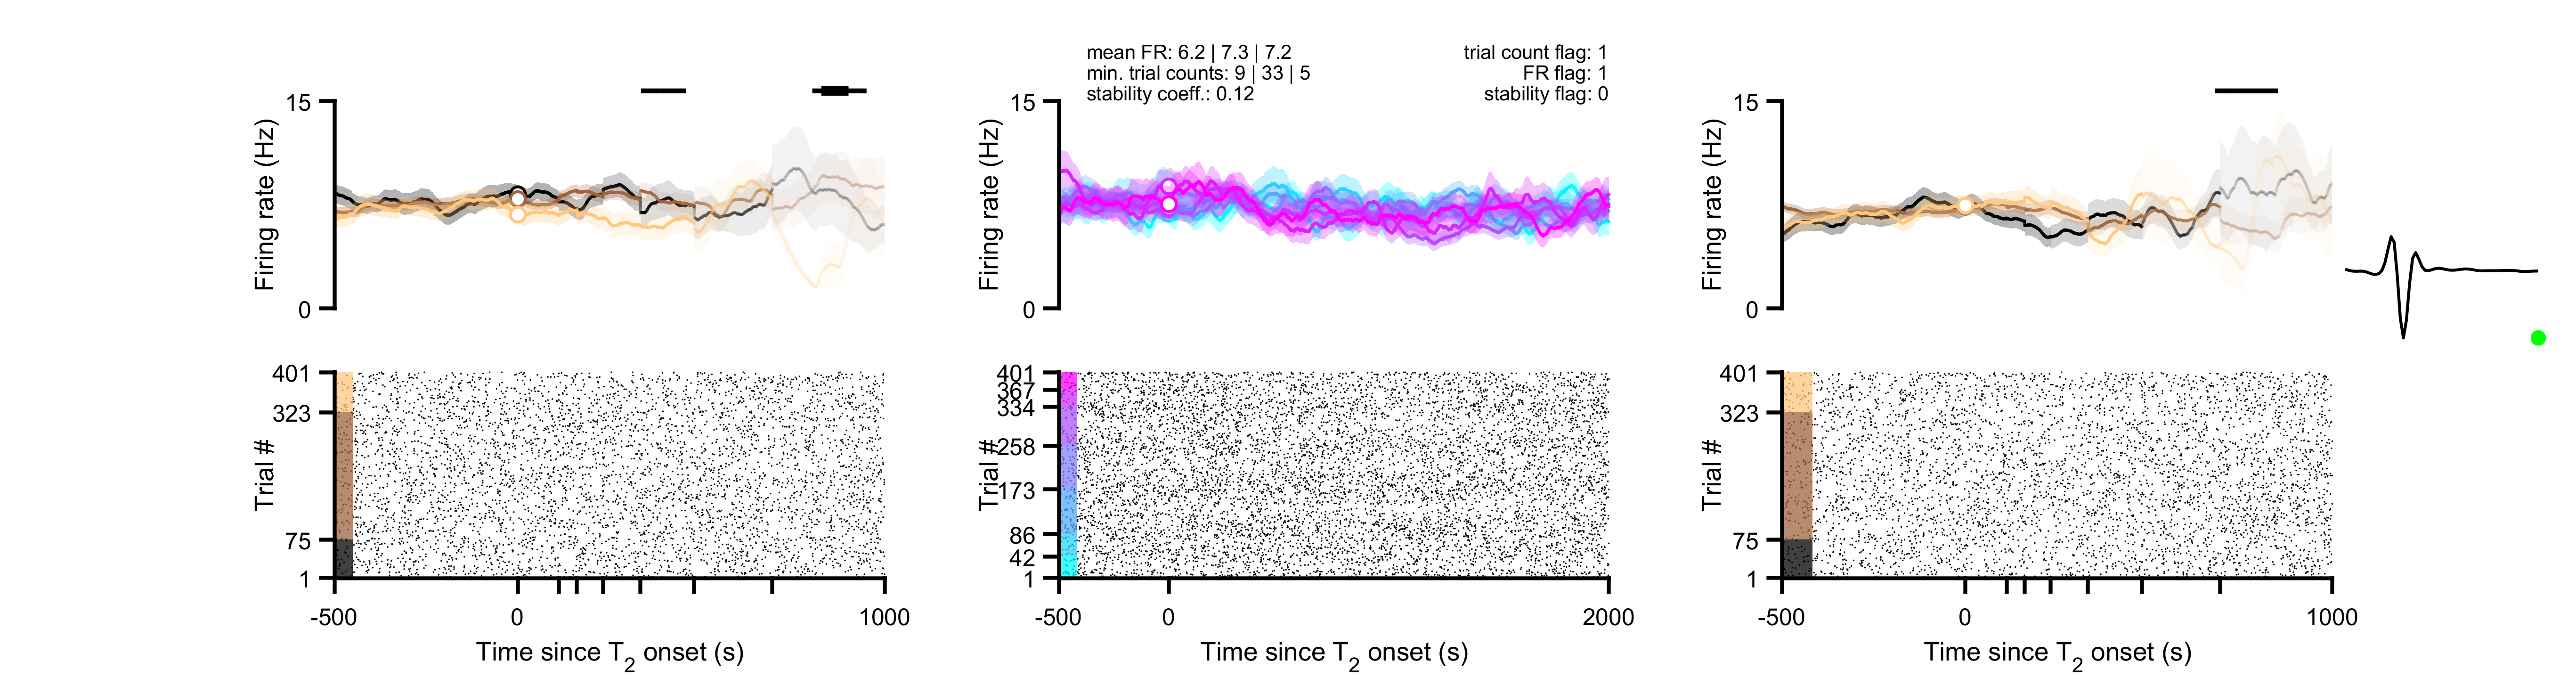 mean FR: 6.2 | 7.3 | 7.2
min. trial counts: 9 | 33 | 5
stability coeff.: 0.12
trial count flag: 1
FR flag: 1
stability flag: 0
15
Firing rate (Hz)
0
15
Firing rate (Hz)
0
15
Firing rate (Hz)
0
401
323
75
1
Trial #
-500
0
1000
Time since T2 onset (s)
401
367
334
258
173
86
42
1
Trial #
-500
0
2000
Time since T2 onset (s)
401
323
75
1
Trial #
-500
0
1000
Time since T2 onset (s)